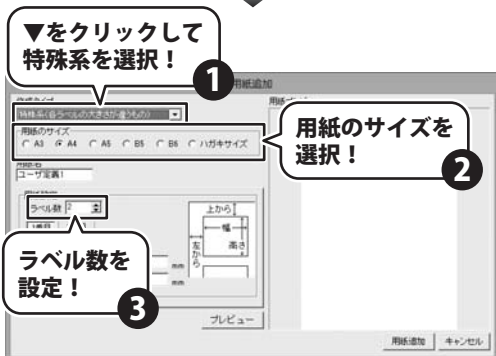 ▼をクリックして
特殊系を選択！
1
用紙追加
特殊系(各ラベルの大きさが違うもの)
用紙のサイズ
A3 A4 A5 B5 B6 ハガキサイズ
用紙のサイズを
選択！
2
用紙名
ユーザ定義1
ラベル数 2
上から
幅
高さ
左から
ラベル数を
設定！
3
mm
mm
プレビュー
用紙追加 キャンセル